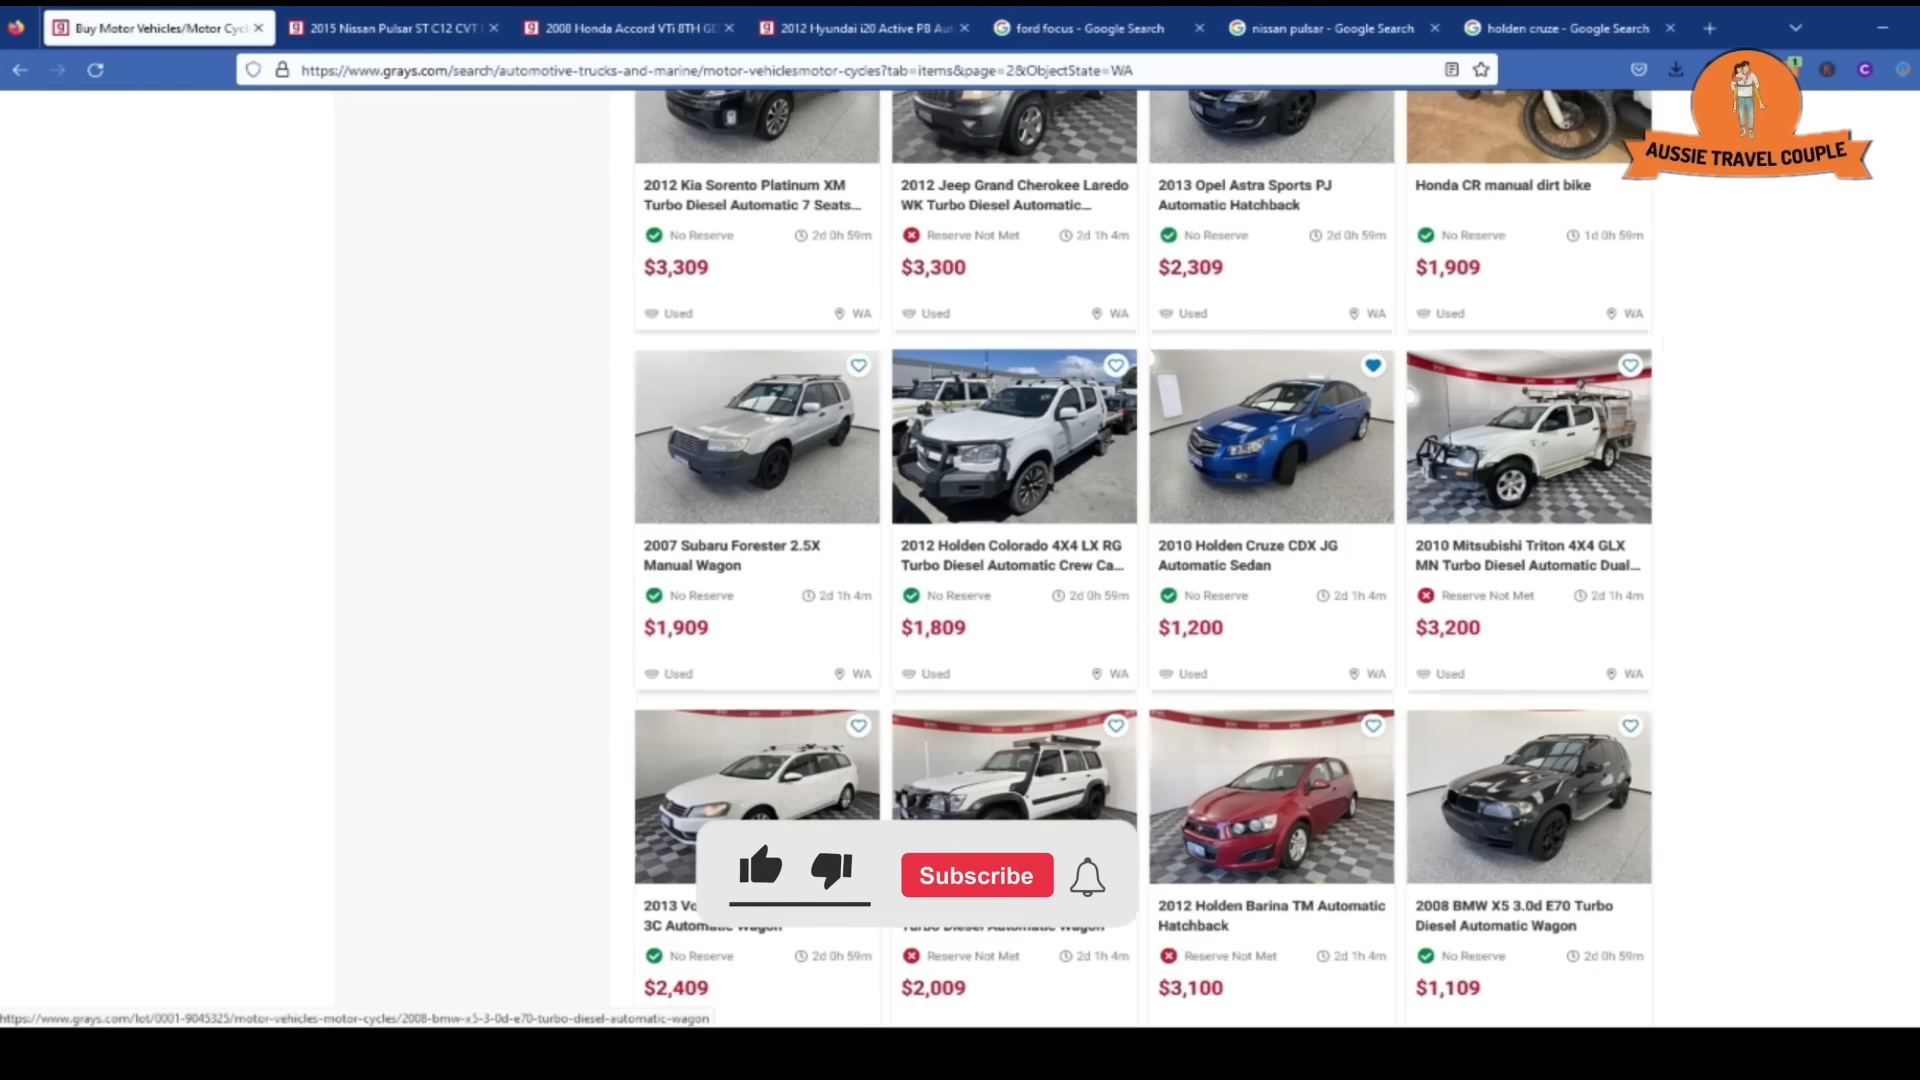 Buy Motor Vehicles/Motor Cycl
2015 Nissan Pulsar ST C12 CVT
2008 Honda Accord VTi 8TH GE
2012 Hyundai i20 Active PB Aut
ford focus - Google Search
nissan pulsar - Google Search
holden cruze - Google Search
https://www.grays.com/search/automotive-trucks-and-marine/motor-vehiclesmotor-cycles?tab=items&page=2&ObjectState=WA
AUSSIE TRAVEL COUPLE
2012 Kia Sorento Platinum XM
Turbo Diesel Automatic 7 Seats...
No Reserve 2d 0h 59m
$3,309
Used WA
2012 Jeep Grand Cherokee Laredo
WK Turbo Diesel Automatic...
Reserve Not Met 2d 1h 4m
$3,300
Used WA
2013 Opel Astra Sports PJ
Automatic Hatchback
No Reserve 2d 0h 59m
$2,309
Used WA
Honda CR manual dirt bike
No Reserve 1d 0h 59m
$1,909
Used WA
2007 Subaru Forester 2.5X
Manual Wagon
No Reserve 2d 1h 4m
$1,909
Used WA
2012 Holden Colorado 4X4 LX RG
Turbo Diesel Automatic Crew Ca...
No Reserve 2d 0h 59m
$1,809
Used WA
2010 Holden Cruze CDX JG
Automatic Sedan
No Reserve 2d 1h 4m
$1,200
Used WA
2010 Mitsubishi Triton 4X4 GLX
MN Turbo Diesel Automatic Dual...
Reserve Not Met 2d 1h 4m
$3,200
Used WA
2013 Vo
3C Automatic Wagon
No Reserve 2d 0h 59m
$2,409
Turbo Diesel Automatic Wagon
Reserve Not Met 2d 1h 4m
$2,009
2012 Holden Barina TM Automatic
Hatchback
Reserve Not Met 2d 1h 4m
$3,100
2008 BMW X5 3.0d E70 Turbo
Diesel Automatic Wagon
No Reserve 2d 0h 59m
$1,109
Subscribe
https://www.grays.com/lot/0001-9045325/motor-vehicles-motor-cycles/2008-bmw-x5-3-0d-e70-turbo-diesel-automatic-wagon